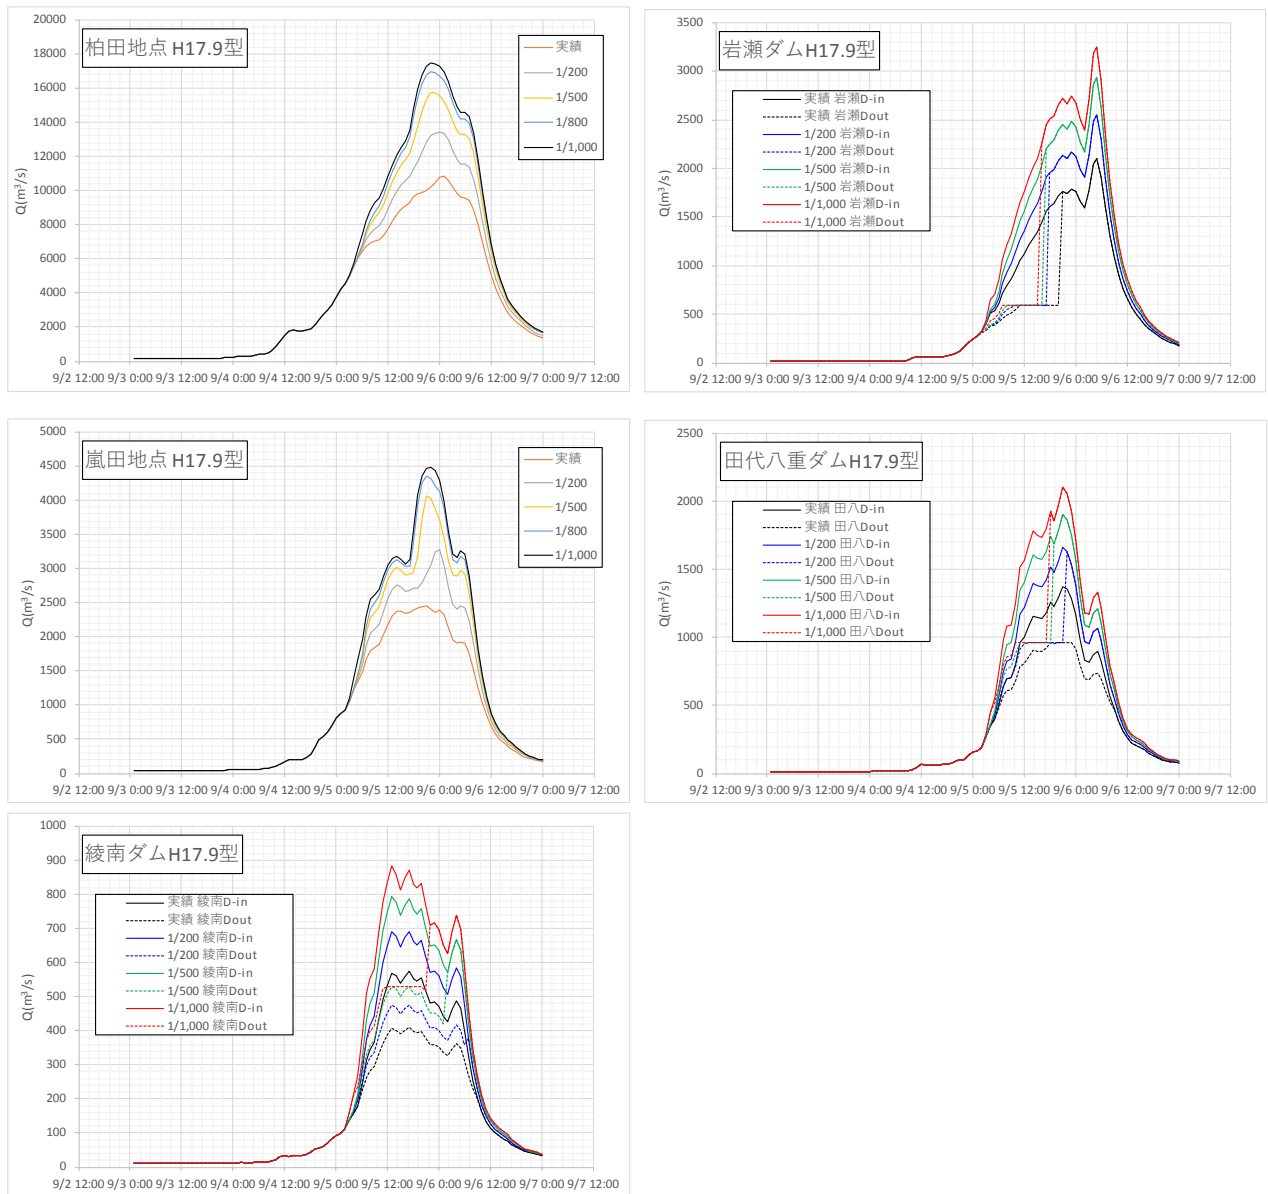 柏田地点 H17.9型
Q(m³/s)
20000
18000
16000
14000
12000
10000
8000
6000
4000
2000
0
実績
1/200
1/500
1/800
1/1,000
9/2 12:00 9/3 0:00 9/3 12:00 9/4 0:00 9/4 12:00 9/5 0:00 9/5 12:00 9/6 0:00 9/6 12:00 9/7 0:00 9/7 12:00
岩瀬ダムH17.9型
Q(m³/s)
3500
3000
2500
2000
1500
1000
500
0
実績 岩瀬D-in
実績 岩瀬Dout
1/200 岩瀬D-in
1/200 岩瀬Dout
1/500 岩瀬D-in
1/500 岩瀬Dout
1/1,000 岩瀬D-in
1/1,000 岩瀬Dout
9/2 12:00 9/3 0:00 9/3 12:00 9/4 0:00 9/4 12:00 9/5 0:00 9/5 12:00 9/6 0:00 9/6 12:00 9/7 0:00 9/7 12:00
嵐田地点 H17.9型
Q(m³/s)
5000
4500
4000
3500
3000
2500
2000
1500
1000
500
0
実績
1/200
1/500
1/800
1/1,000
9/2 12:00 9/3 0:00 9/3 12:00 9/4 0:00 9/4 12:00 9/5 0:00 9/5 12:00 9/6 0:00 9/6 12:00 9/7 0:00 9/7 12:00
田代八重ダムH17.9型
Q(m³/s)
2500
2000
1500
1000
500
0
実績 田八D-in
実績 田八Dout
1/200 田八D-in
1/200 田八Dout
1/500 田八D-in
1/500 田八Dout
1/1,000 田八D-in
1/1,000 田八Dout
9/2 12:00 9/3 0:00 9/3 12:00 9/4 0:00 9/4 12:00 9/5 0:00 9/5 12:00 9/6 0:00 9/6 12:00 9/7 0:00 9/7 12:00
綾南ダムH17.9型
Q(m³/s)
1000
900
800
700
600
500
400
300
200
100
0
実績 綾南D-in
実績 綾南Dout
1/200 綾南D-in
1/200 綾南Dout
1/500 綾南D-in
1/500 綾南Dout
1/1,000 綾南D-in
1/1,000 綾南Dout
9/2 12:00 9/3 0:00 9/3 12:00 9/4 0:00 9/4 12:00 9/5 0:00 9/5 12:00 9/6 0:00 9/6 12:00 9/7 0:00 9/7 12:00